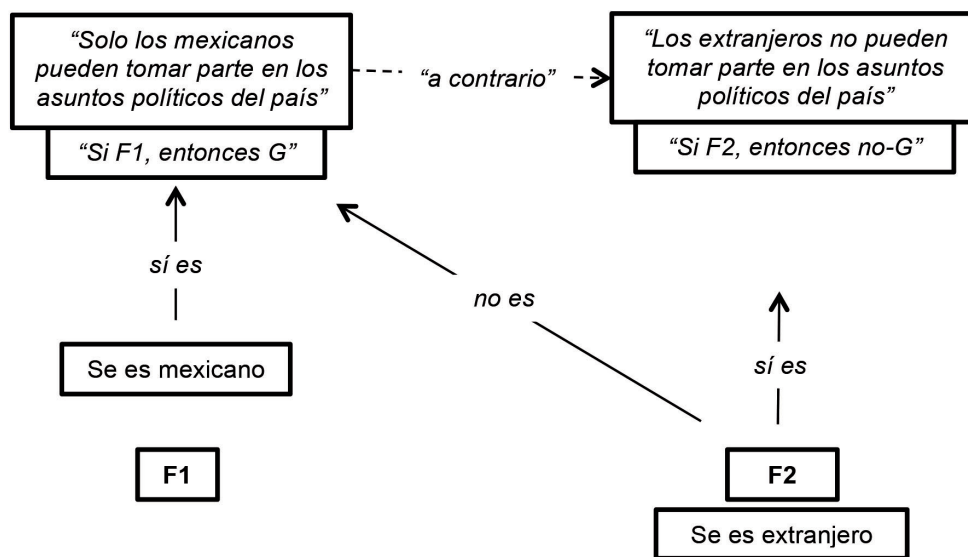 “Solo los mexicanos
pueden tomar parte en los
asuntos políticos del país”
“Si F1, entonces G”
“a contrario”
“Los extranjeros no pueden
tomar parte en los asuntos
políticos del país”
“Si F2, entonces no-G”
sí es
no es
sí es
Se es mexicano
F1
F2
Se es extranjero